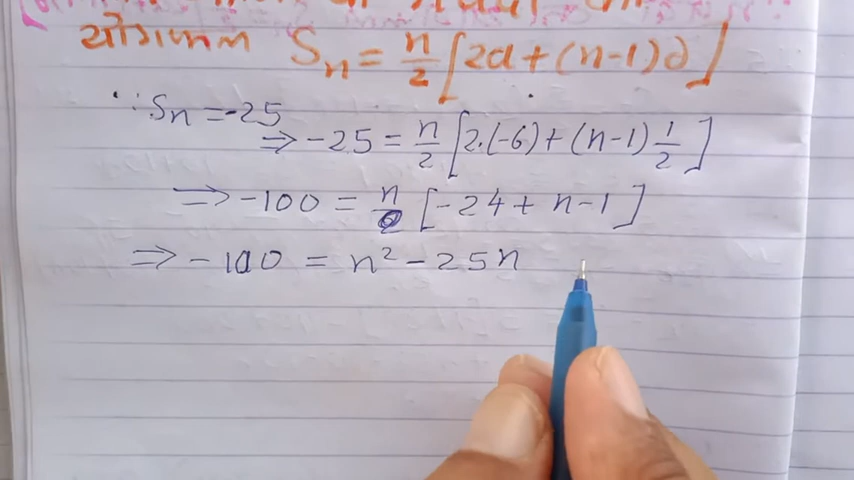 योगफल Sn = n/2 [2a + (n-1)d]
∵ Sn = -25
⇒ -25 = n/2 [2.(-6) + (n-1) 1/2]
⇒ -100 = n [-24 + n-1]
⇒ -100 = n² - 25n